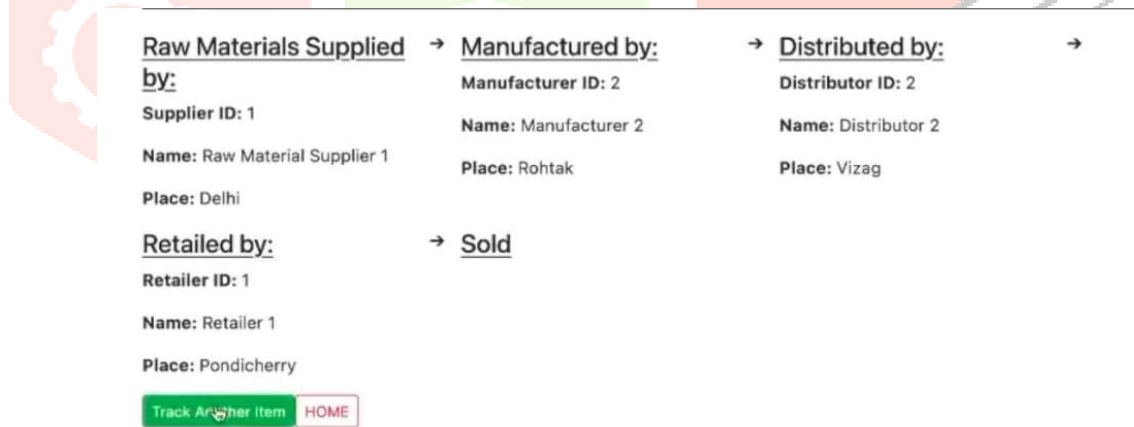 Raw Materials Supplied by: →
Supplier ID: 1
Name: Raw Material Supplier 1
Place: Delhi
Manufactured by: →
Manufacturer ID: 2
Name: Manufacturer 2
Place: Rohtak
Distributed by: →
Distributor ID: 2
Name: Distributor 2
Place: Vizag
Retailed by: →
Retailer ID: 1
Name: Retailer 1
Place: Pondicherry
Sold
Track Another Item
HOME